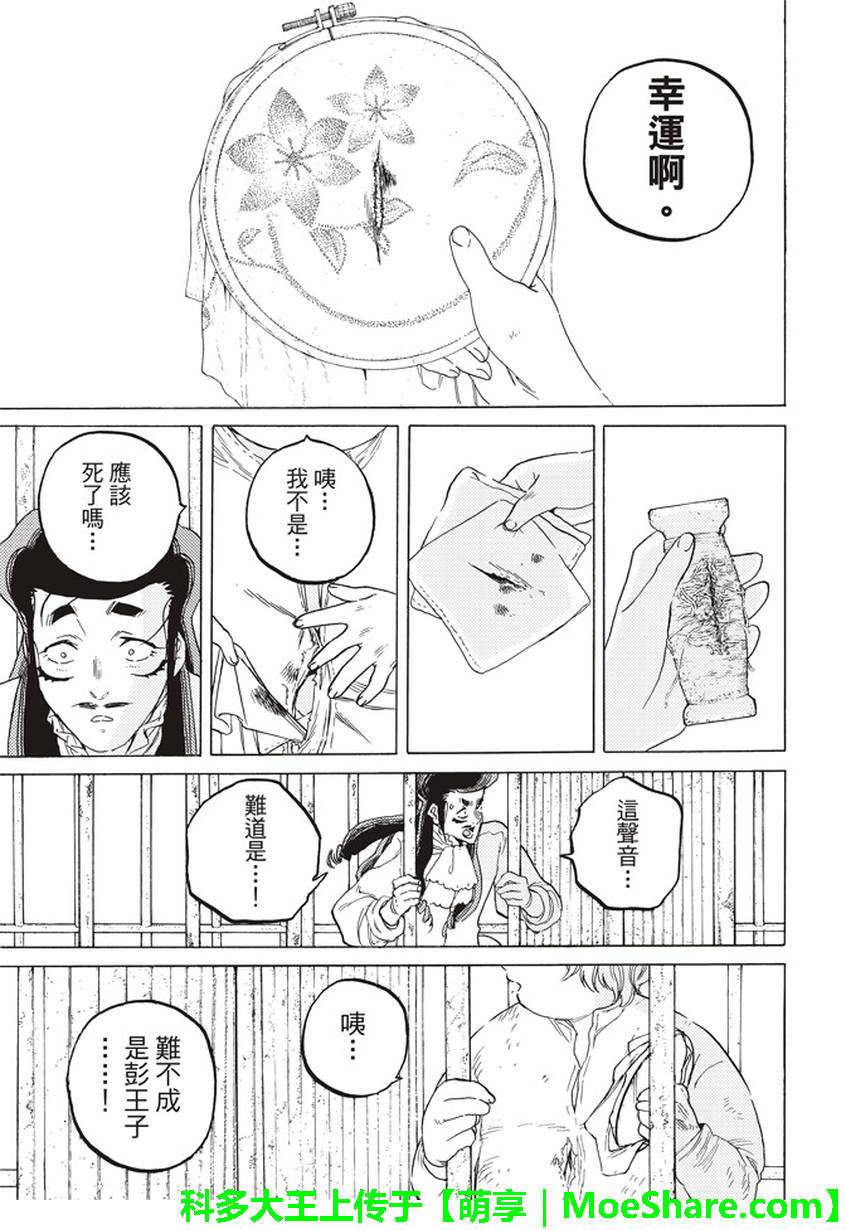 幸運啊。
咦…
我不是…
應該
死了嗎…
這聲音…
難道是…！
咦…
難不成
是彭王子
……！
科多大王上传于【萌享｜MoeShare.com】